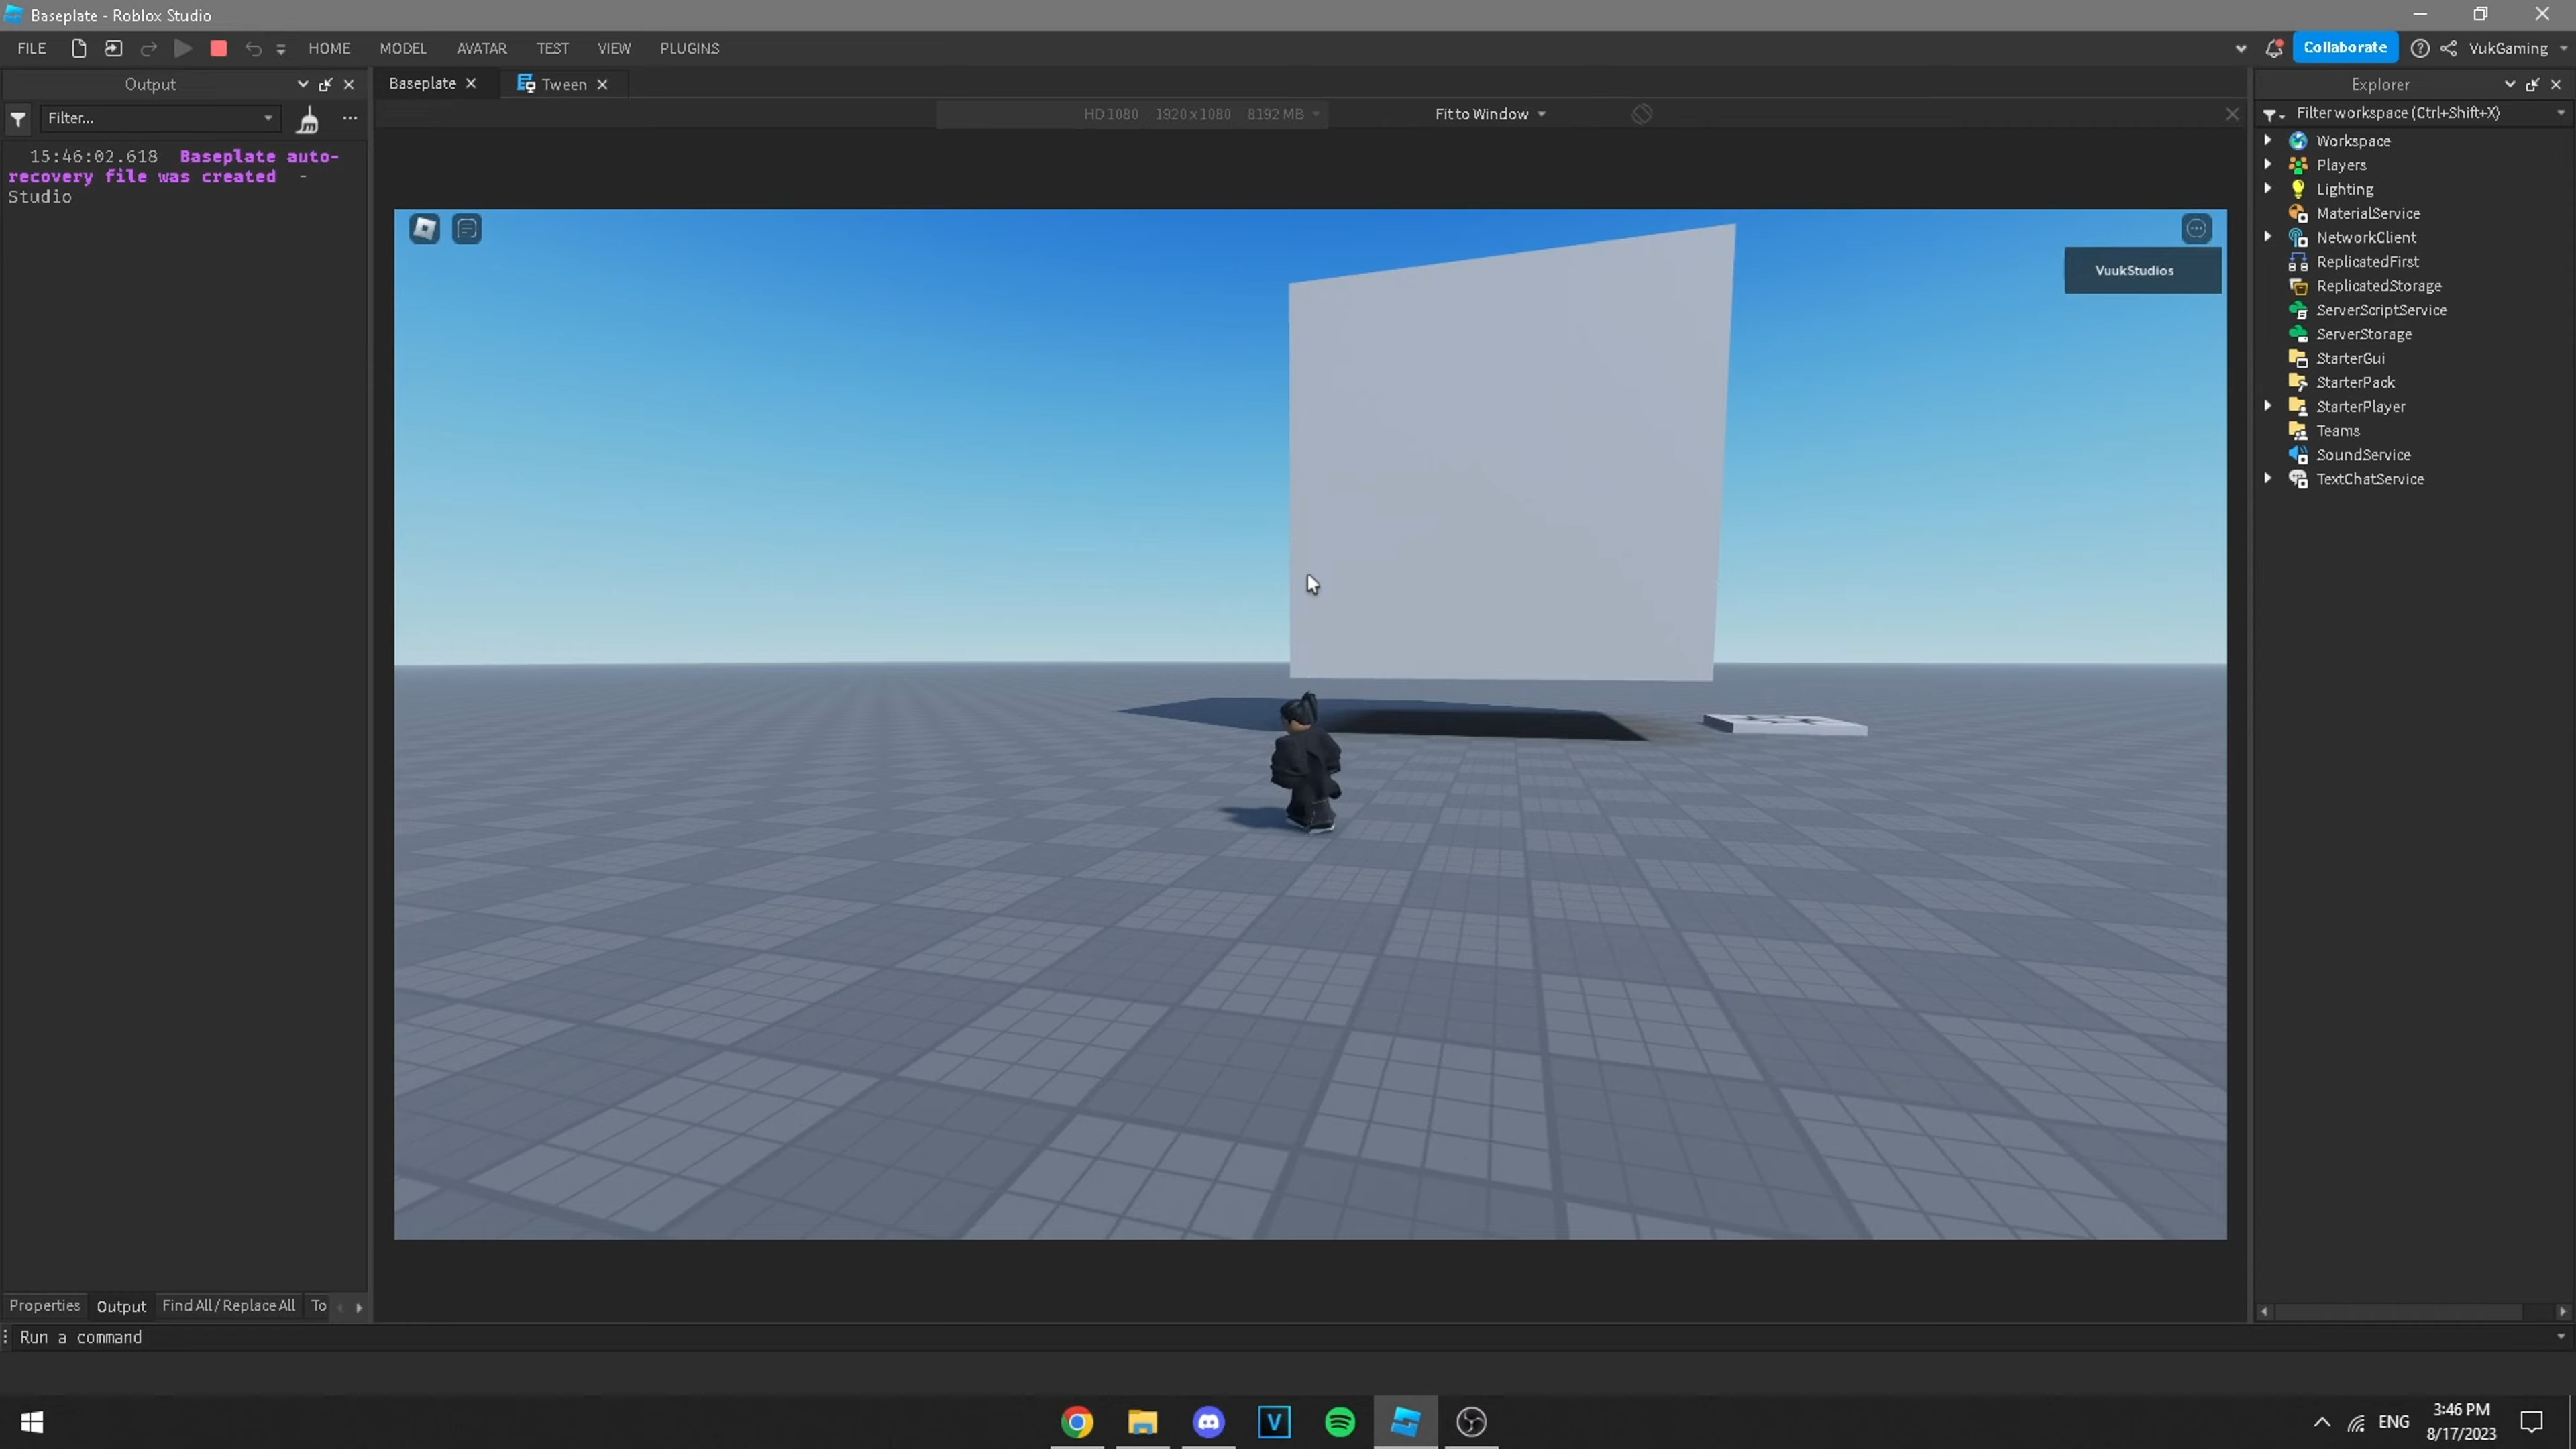 Baseplate - Roblox Studio
FILE HOME MODEL AVATAR TEST VIEW PLUGINS Collaborate VukGaming
Output
Baseplate
Tween
Explorer
Filter...
HD 1080 1920 x 1080 8192 MB
Fit to Window
Filter workspace (Ctrl+Shift+X)
15:46:02.618 Baseplate auto-
recovery file was created -
Studio
VuukStudios
Workspace
Players
Lighting
MaterialService
NetworkClient
ReplicatedFirst
ReplicatedStorage
ServerScriptService
ServerStorage
StarterGui
StarterPack
StarterPlayer
Teams
SoundService
TextChatService
Properties Output Find All / Replace All To
Run a command
V
ENG
3:46 PM
8/17/2023